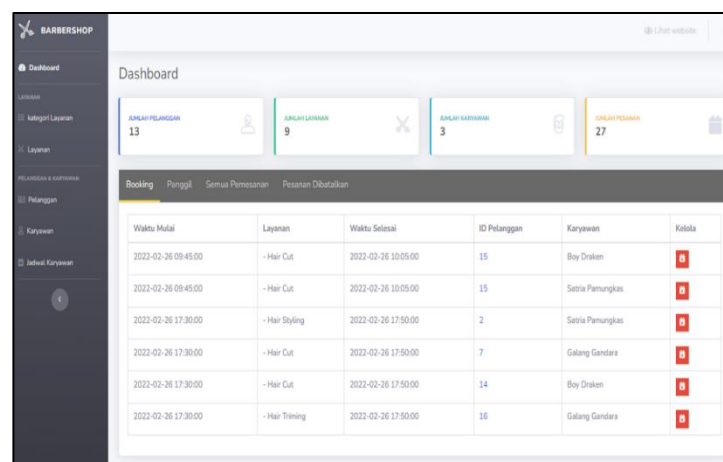 BARBERSHOP
Lihat website
Dashboard
Dashboard
LAYANAN
kategori Layanan
Layanan
PELANGGAN & KARYAWAN
Pelanggan
Karyawan
Jadwal Karyawan
JUMLAH PELANGGAN
13
JUMLAH LAYANAN
9
JUMLAH KARYAWAN
3
JUMLAH PESANAN
27
Booking Panggil Semua Pemesanan Pesanan Dibatalkan
Waktu Mulai Layanan Waktu Selesai ID Pelanggan Karyawan Kelola
2022-02-26 09:45:00 - Hair Cut 2022-02-26 10:05:00 15 Boy Draken
2022-02-26 09:45:00 - Hair Cut 2022-02-26 10:05:00 15 Satria Pamungkas
2022-02-26 17:30:00 - Hair Styling 2022-02-26 17:50:00 2 Satria Pamungkas
2022-02-26 17:30:00 - Hair Cut 2022-02-26 17:50:00 7 Galang Gandara
2022-02-26 17:30:00 - Hair Cut 2022-02-26 17:50:00 14 Boy Draken
2022-02-26 17:30:00 - Hair Triming 2022-02-26 17:50:00 16 Galang Gandara